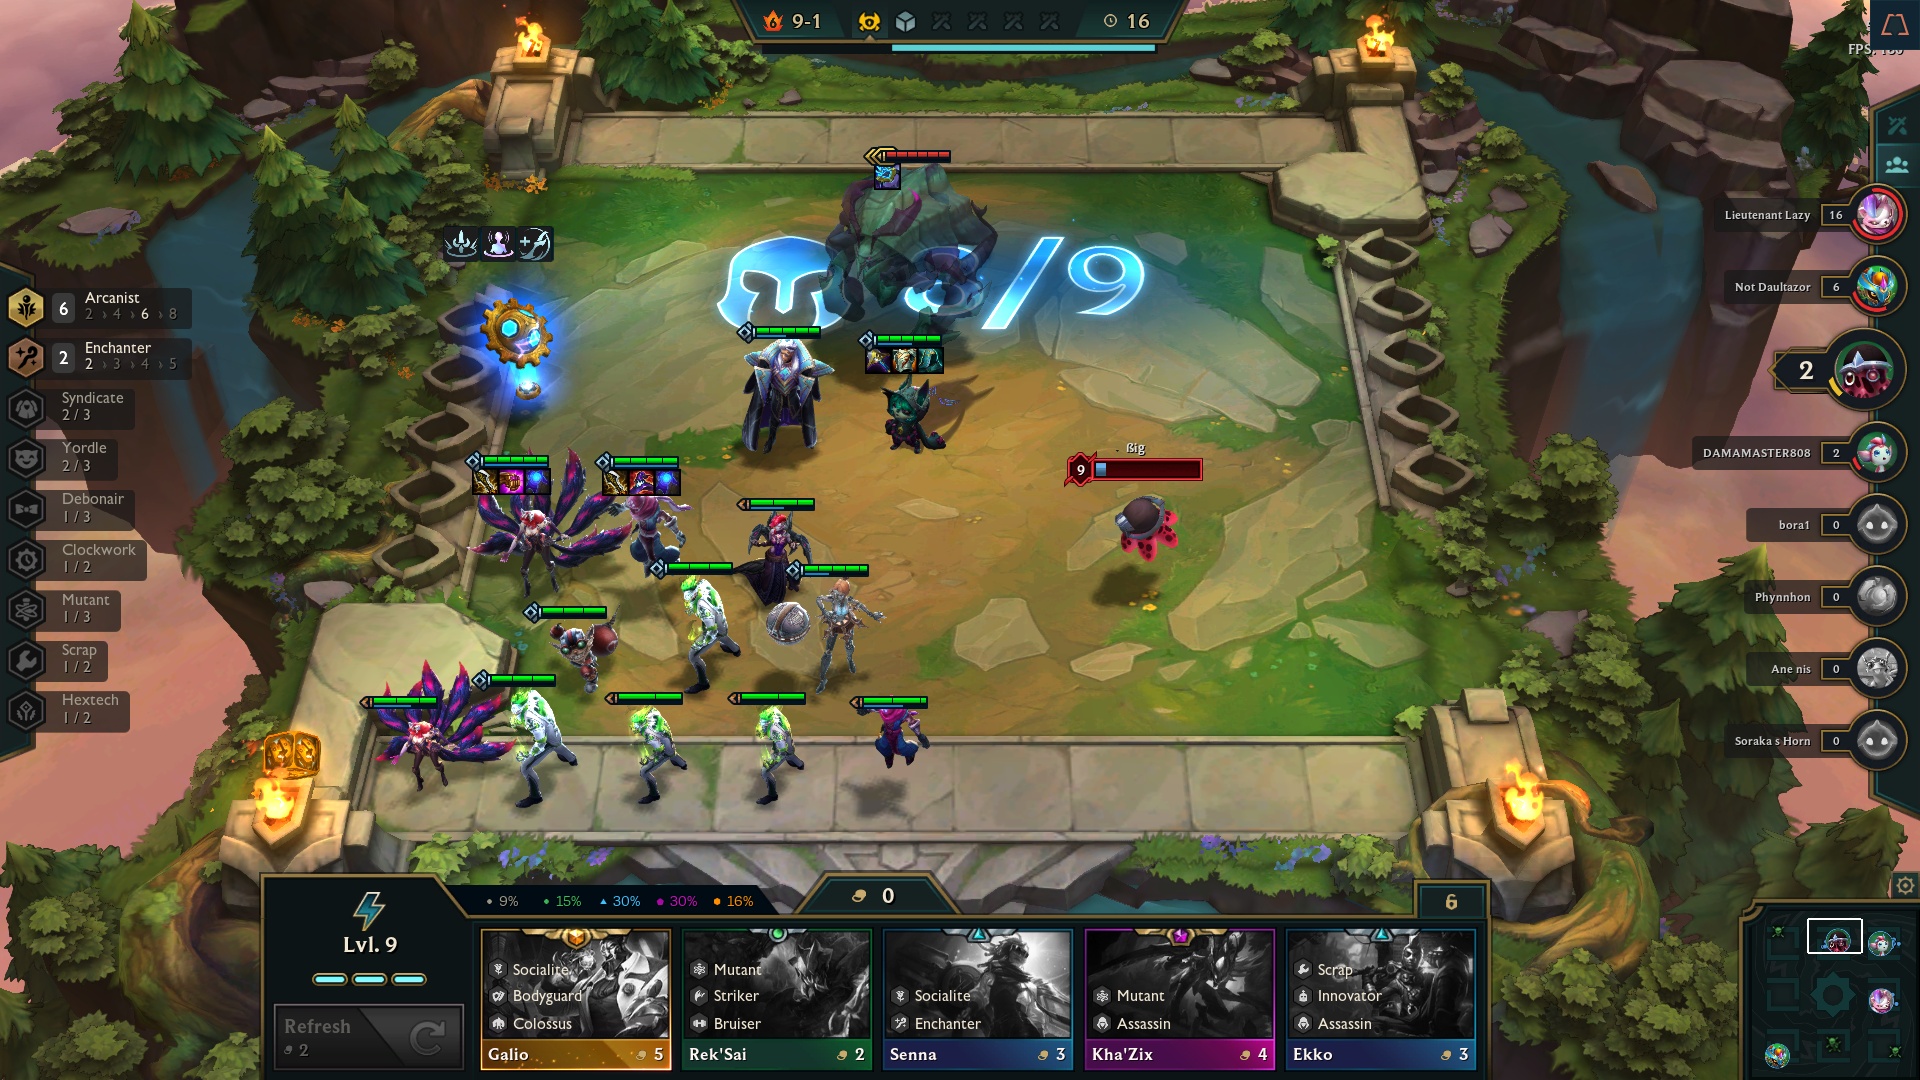 9-1
16
FPS:
Lieutenant Lazy 16
Not Daultazor 6
2
DAMAMASTER808 2
bora1 0
Phynnhon 0
Ane nis 0
Soraka s Horn 0
6 Arcanist
2 › 4 › 6 › 8
2 Enchanter
2 › 3 › 4 › 5
Syndicate
2 / 3
Yordle
2 / 3
Debonair
1 / 3
Clockwork
1 / 2
Mutant
1 / 3
Scrap
1 / 2
Hextech
1 / 2
/9
ßig
9
9% 15% 30% 30% 16%
0
6
Lvl. 9
Refresh
2
Socialite
Bodyguard
Colossus
Galio 5
Mutant
Striker
Bruiser
Rek'Sai 2
Socialite
Enchanter
Senna 3
Mutant
Assassin
Kha'Zix 4
Scrap
Innovator
Assassin
Ekko 3